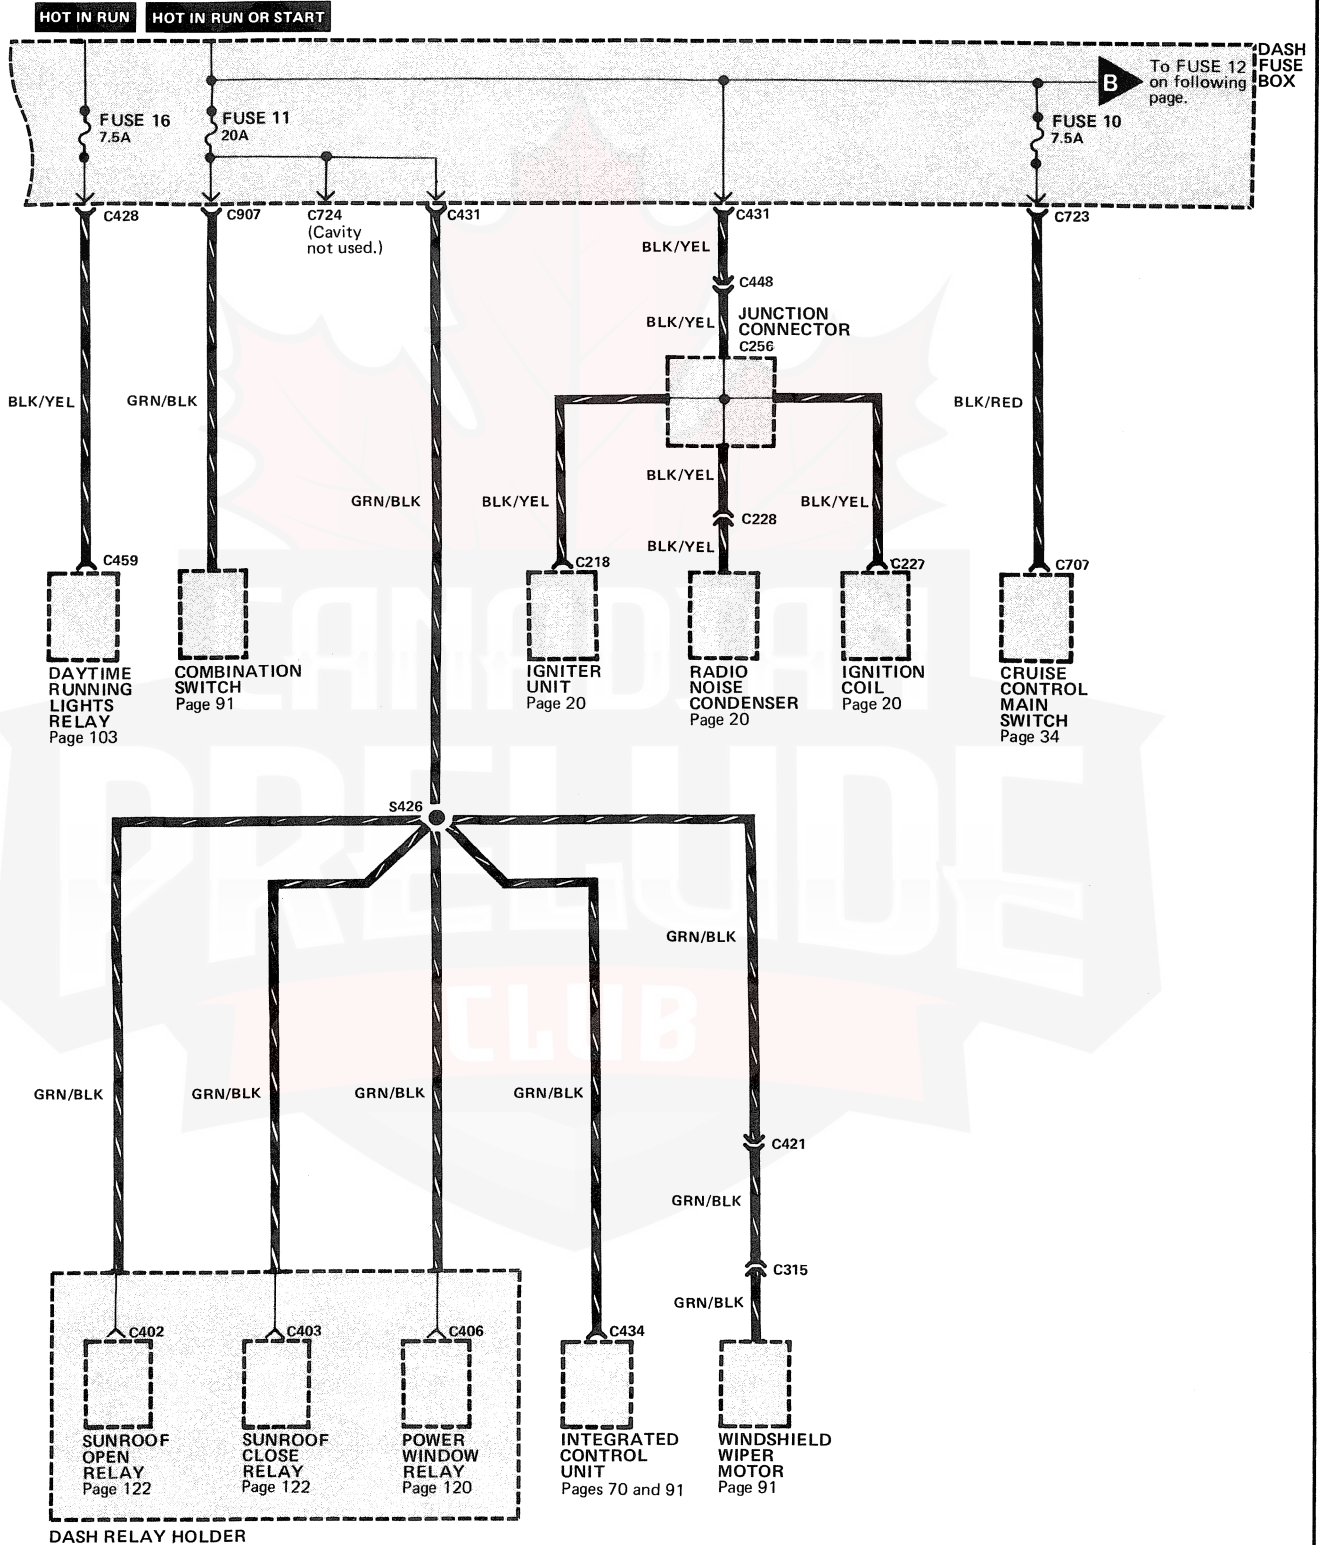 HOT IN RUN
HOT IN RUN OR START
DASH
FUSE
BOX
To FUSE 12
on following
page.
B
FUSE 16
7.5A
FUSE 11
20A
FUSE 10
7.5A
C428
C907
C724
(Cavity
not used.)
C431
C431
C723
BLK/YEL
C448
BLK/YEL
JUNCTION
CONNECTOR
C256
BLK/YEL
GRN/BLK
BLK/RED
GRN/BLK
BLK/YEL
BLK/YEL
BLK/YEL
C228
BLK/YEL
C459
C218
C227
C707
DAYTIME
RUNNING
LIGHTS
RELAY
Page 103
COMBINATION
SWITCH
Page 91
IGNITER
UNIT
Page 20
RADIO
NOISE
CONDENSER
Page 20
IGNITION
COIL
Page 20
CRUISE
CONTROL
MAIN
SWITCH
Page 34
CANADIAN
PRELUDE
CLUB
S426
GRN/BLK
GRN/BLK
GRN/BLK
GRN/BLK
GRN/BLK
C421
GRN/BLK
C315
GRN/BLK
C402
C403
C406
C434
SUNROOF
OPEN
RELAY
Page 122
SUNROOF
CLOSE
RELAY
Page 122
POWER
WINDOW
RELAY
Page 120
INTEGRATED
CONTROL
UNIT
Pages 70 and 91
WINDSHIELD
WIPER
MOTOR
Page 91
DASH RELAY HOLDER